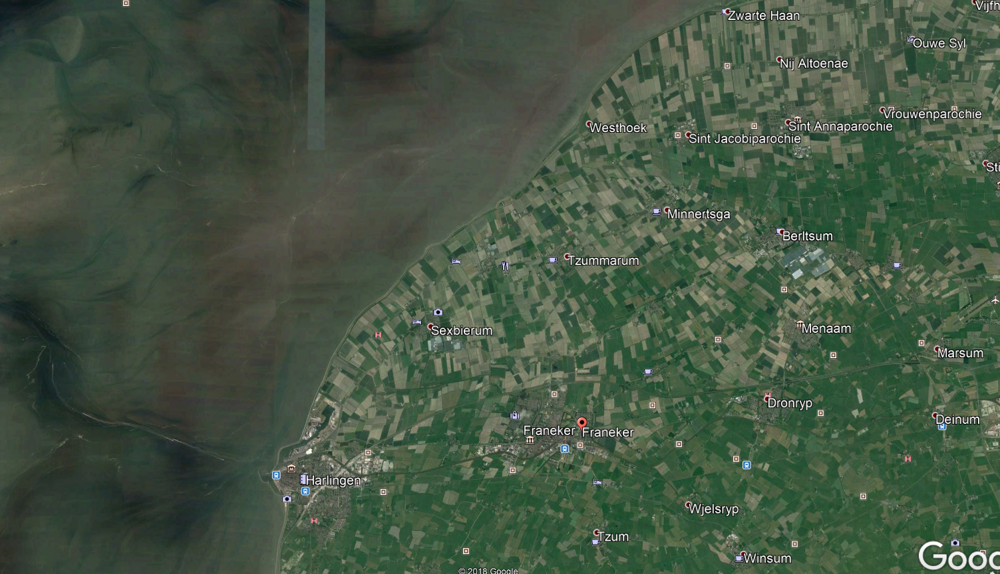 Vijfh
Zwarte Haan
Ouwe Syl
Nij Altoenae
Vrouwenparochie
Westhoek
Sint Annaparochie
Sint Jacobiparochie
Sti
Minnertsga
Berltsum
Tzummarum
Sexbierum
Menaam
Marsum
Dronryp
Deinum
Franeker
Franeker
Harlingen
Wjelsryp
Tzum
Winsum
Goog
© 2018 Google